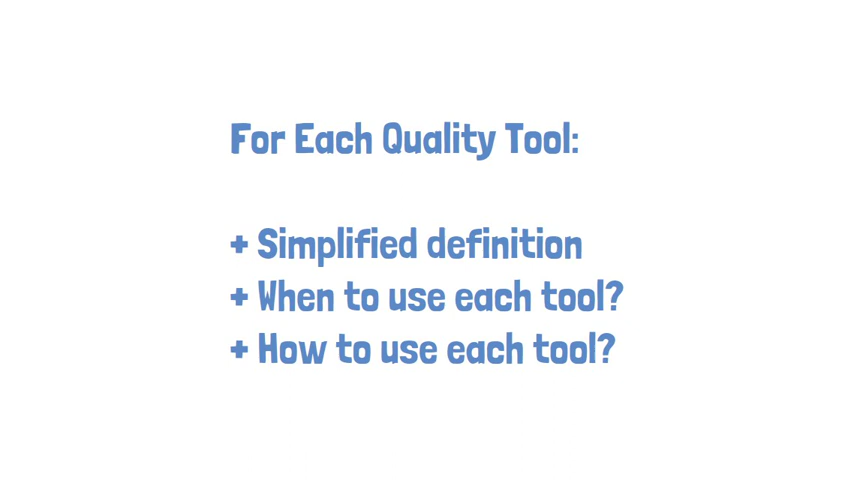 For Each Quality Tool:
+ Simplified definition
+ When to use each tool?
+ How to use each tool?